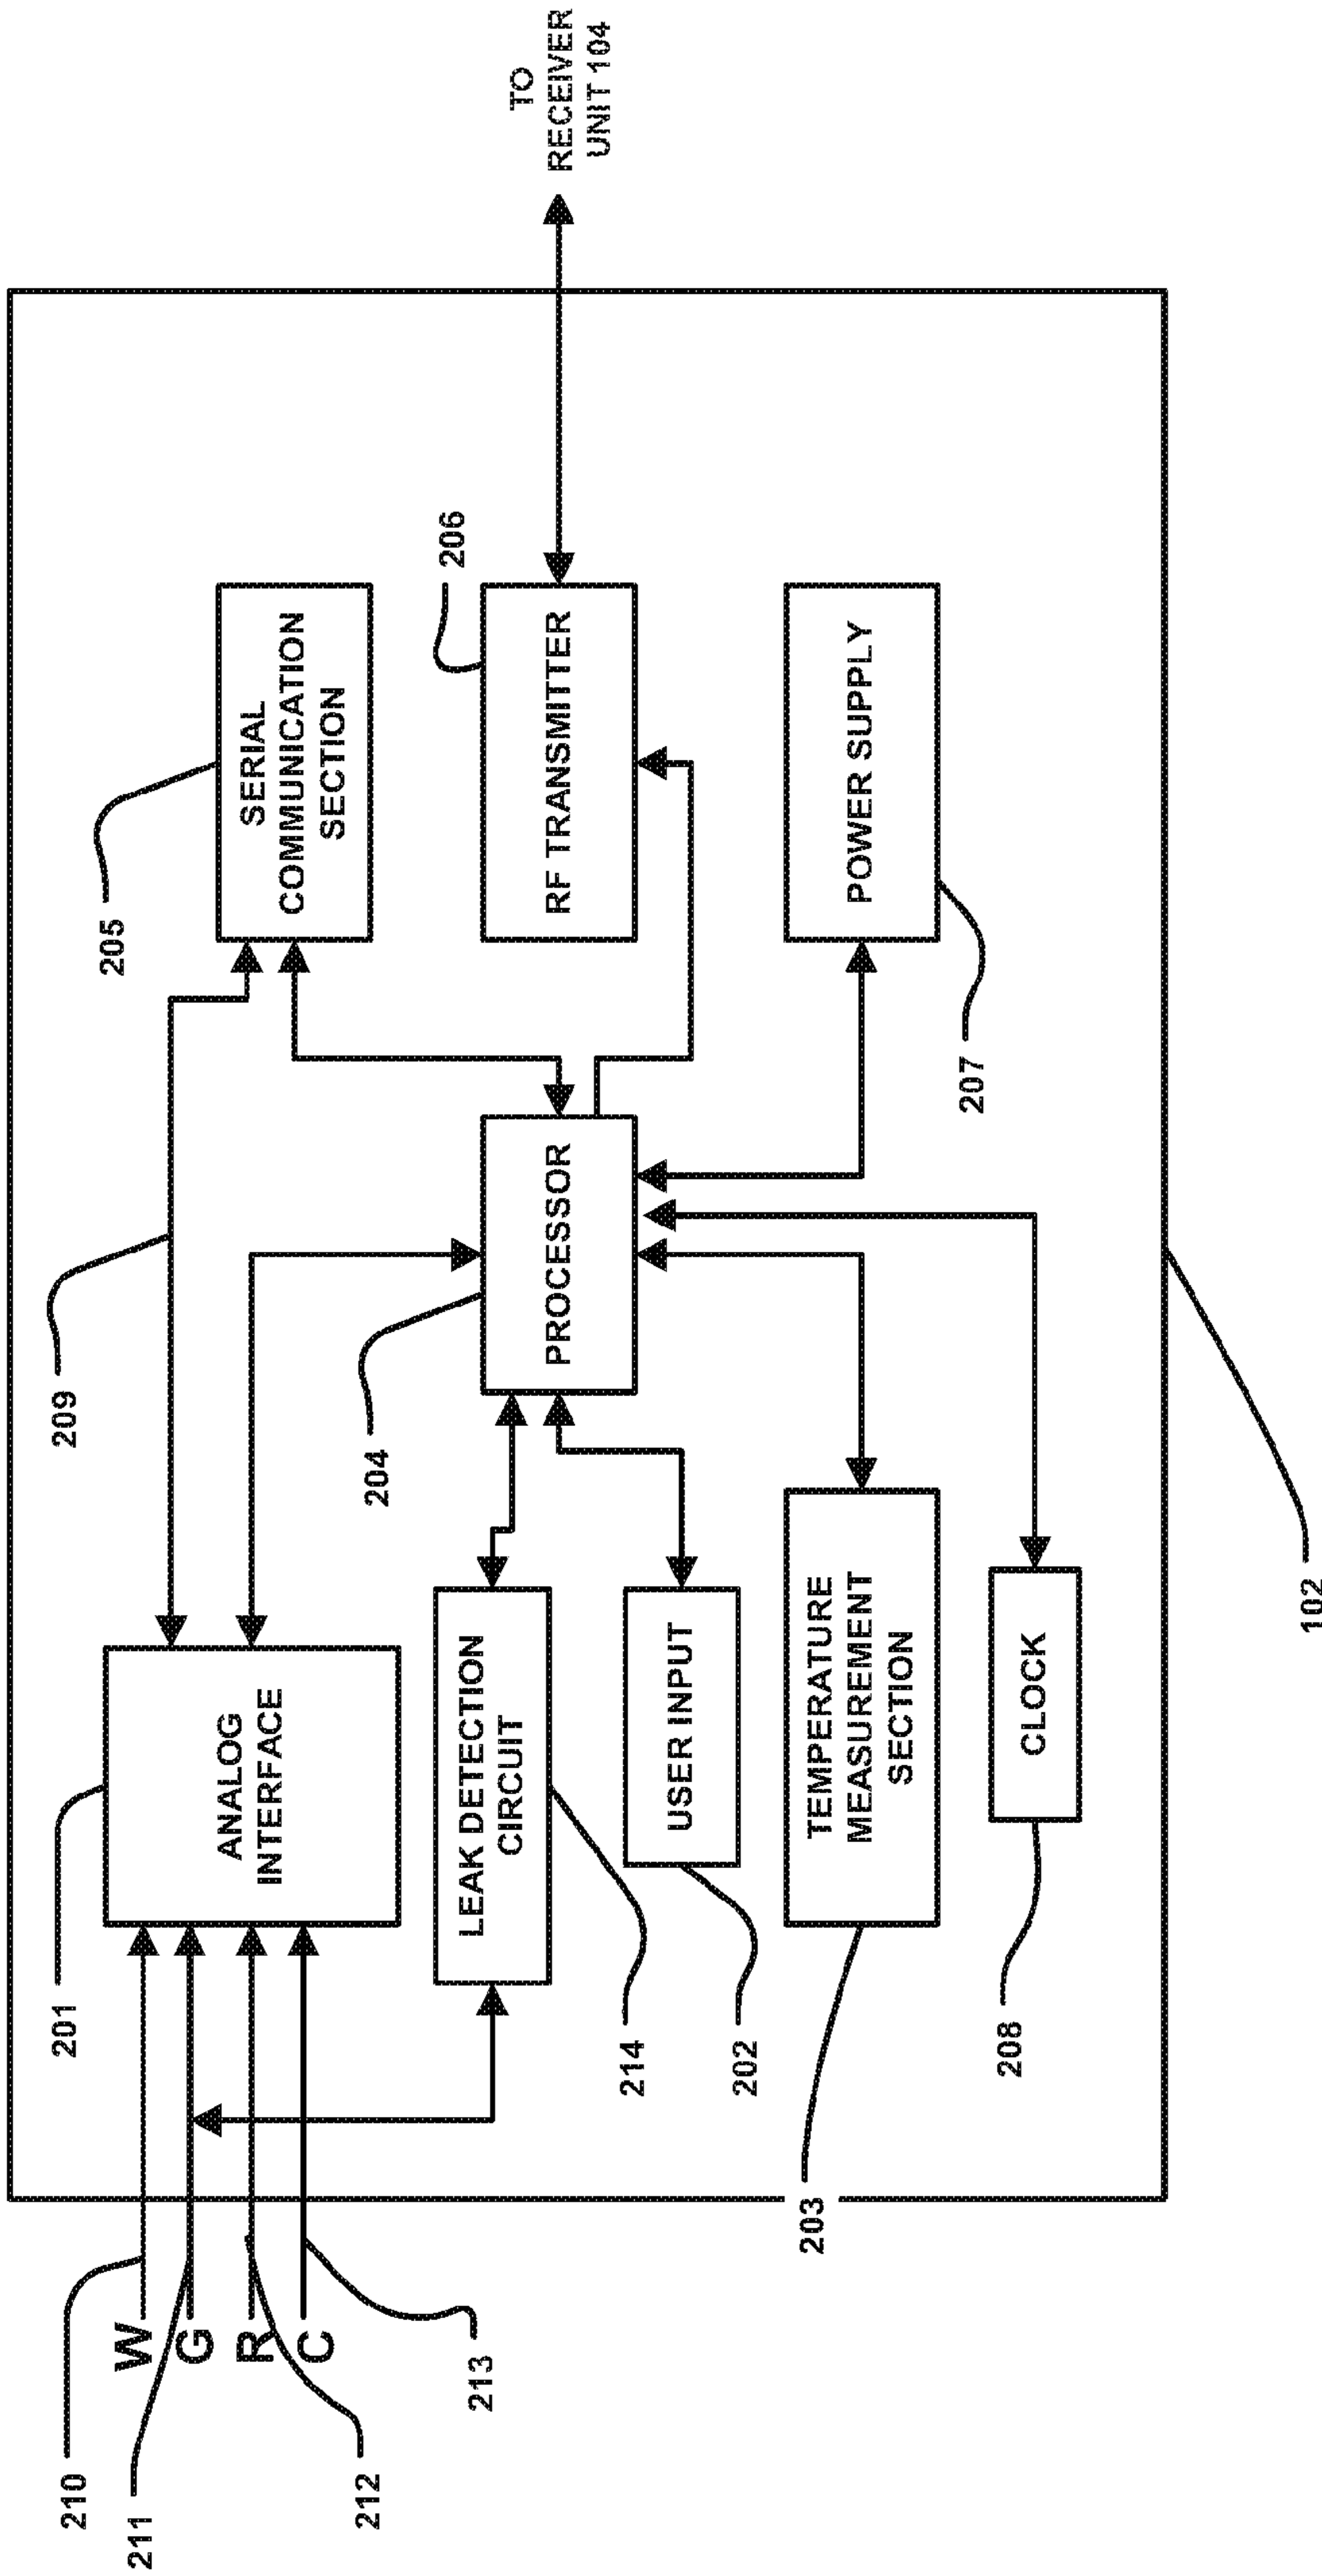 210
W
211
G
212
R
213
C
201
ANALOG
INTERFACE
209
205
SERIAL
COMMUNICATION
SECTION
214
LEAK DETECTION
CIRCUIT
204
PROCESSOR
206
RF TRANSMITTER
TO
RECEIVER
UNIT 104
202
USER INPUT
203
TEMPERATURE
MEASUREMENT
SECTION
207
POWER SUPPLY
208
CLOCK
102